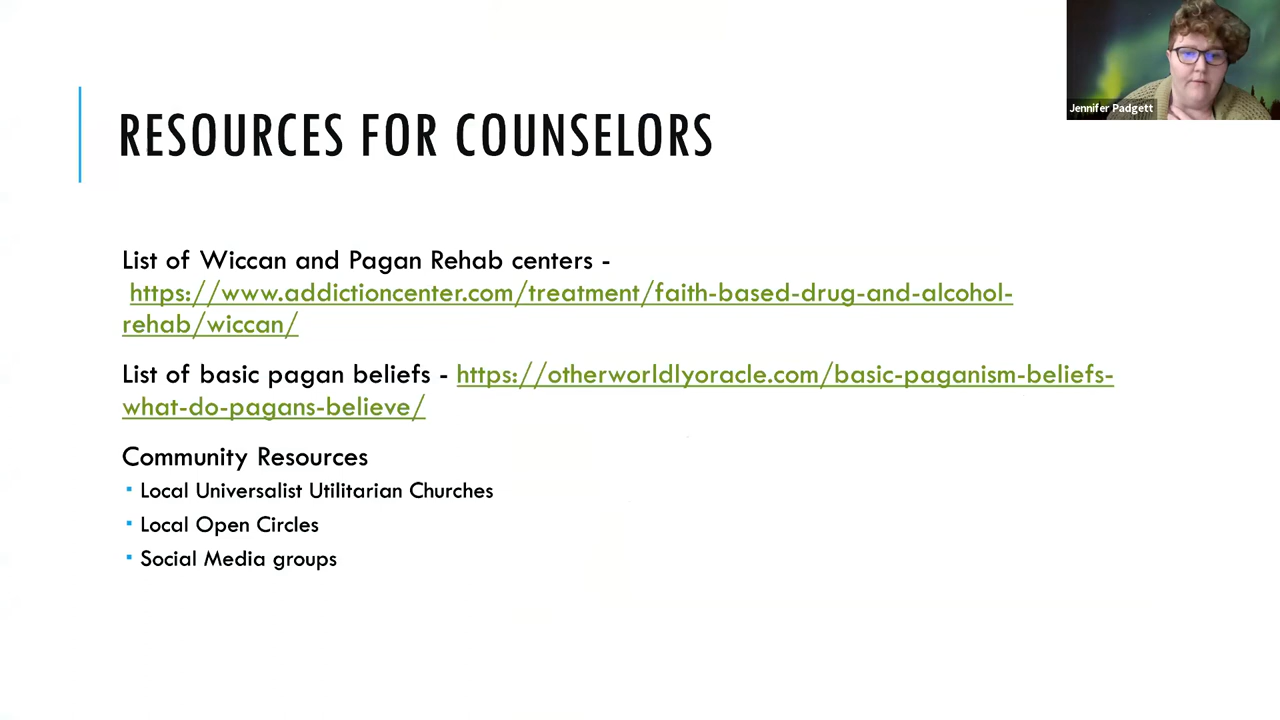 Jennifer Padgett
RESOURCES FOR COUNSELORS
List of Wiccan and Pagan Rehab centers -
https://www.addictioncenter.com/treatment/faith-based-drug-and-alcohol-
rehab/wiccan/
List of basic pagan beliefs - https://otherworldlyoracle.com/basic-paganism-beliefs-
what-do-pagans-believe/
Community Resources
▪ Local Universalist Utilitarian Churches
▪ Local Open Circles
▪ Social Media groups